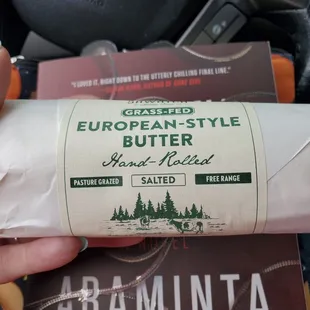 "I LOVED IT, RIGHT DOWN TO THE UTTERLY CHILLING FINAL LINE."
GRASS-FED
EUROPEAN-STYLE
BUTTER
Hand-Rolled
PASTURE GRAZED
SALTED
FREE RANGE
ARAMINTA